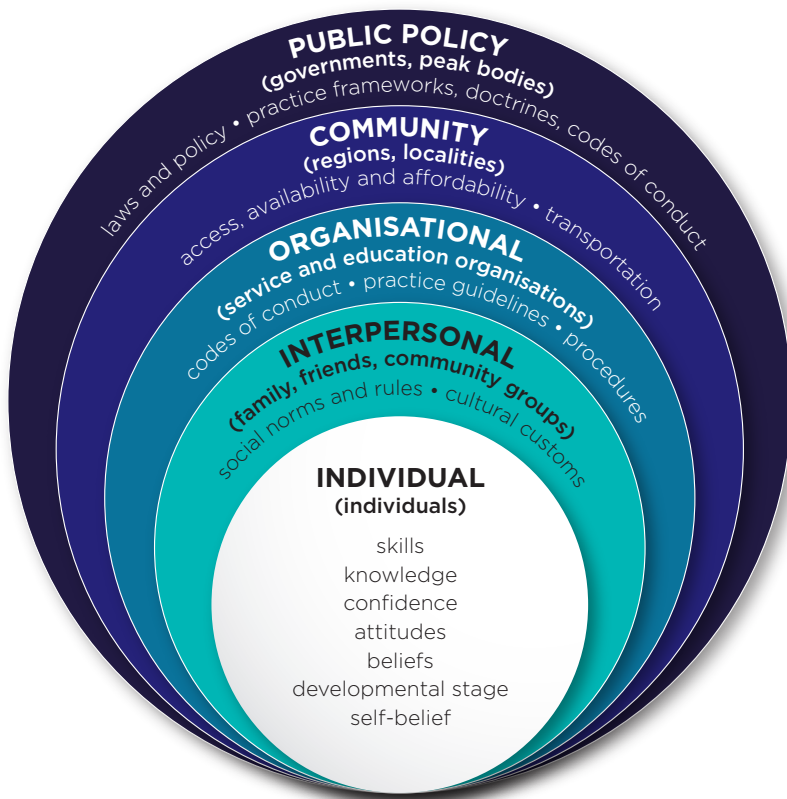 PUBLIC POLICY
(governments, peak bodies)
laws and policy • practice frameworks, doctrines, codes of conduct
COMMUNITY
(regions, localities)
access, availability and affordability • transportation
ORGANISATIONAL
(service and education organisations)
codes of conduct • practice guidelines • procedures
INTERPERSONAL
(family, friends, community groups)
social norms and rules • cultural customs
INDIVIDUAL
(individuals)
skills
knowledge
confidence
attitudes
beliefs
developmental stage
self-belief